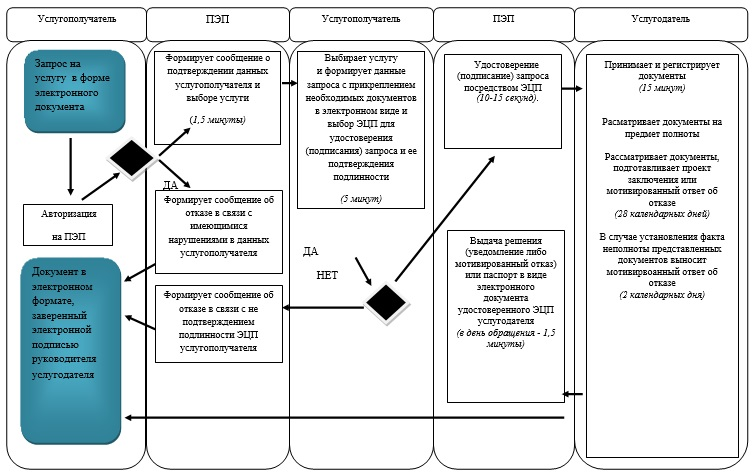 Услугополучатель
ПЭП
Услугополучатель
ПЭП
Услугодатель
Запрос на
услугу в форме
электронного
документа
Авторизация
на ПЭП
Документ в
электронном
формате,
заверенный
электронной
подписью
руководителя
услугодателя
Формирует сообщение о
подтверждении данных
услугополучателя и
выборе услуги
(1,5 минуты)
ДА
Формирует сообщение об
отказе в связи с
имеющимися
нарушениями в данных
услугополучателя
Формирует сообщение об
отказе в связи с не
подтверждением
подлинности ЭЦП
услугополучателя
Выбирает услугу
и формирует данные
запроса с прикреплением
необходимых документов
в электронном виде и
выбор ЭЦП для
удостоверения
(подписания) запроса и ее
подтверждения
подлинности
(5 минут)
ДА
НЕТ
Удостоверение
(подписание) запроса
посредством ЭЦП
(10-15 секунд).
Выдача решения
(уведомление либо
мотивированный отказ)
или паспорт в виде
электронного
документа
удостоверенного ЭЦП
услугодателя
(в день обращения - 1,5
минуты)
Принимает и регистрирует
документы
(15 минут)
Расматривает документы на
предмет полноты
Рассматривает документы,
подготавливает проект
заключения или
мотивированный ответ об
отказе
(28 календарных дней)
В случае установления факта
неполноты представленных
документов выносит
мотивирвоанный ответ об
отказе
(2 календарных дня)